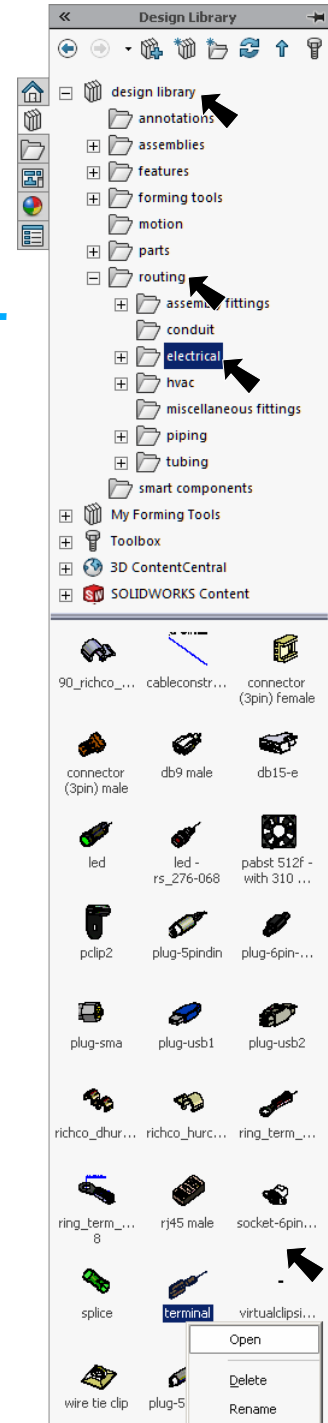 Design Library
design library
annotations
assemblies
features
forming tools
motion
parts
routing
assembly fittings
conduit
electrical
hvac
miscellaneous fittings
piping
tubing
smart components
My Forming Tools
Toolbox
3D ContentCentral
SOLIDWORKS Content
90_richco_... cableconstr... connector
(3pin) female
connector db9 male db15-e
(3pin) male
led led - pabst 512f -
rs_276-068 with 310 ...
pclip2 plug-5pindin plug-6pin-...
plug-sma plug-usb1 plug-usb2
richco_dhur... richco_hurc... ring_term_...
ring_term_... rj45 male socket-6pin...
8
splice terminal virtualclipsi...
Open
wire tie clip plug-5 Delete
Rename